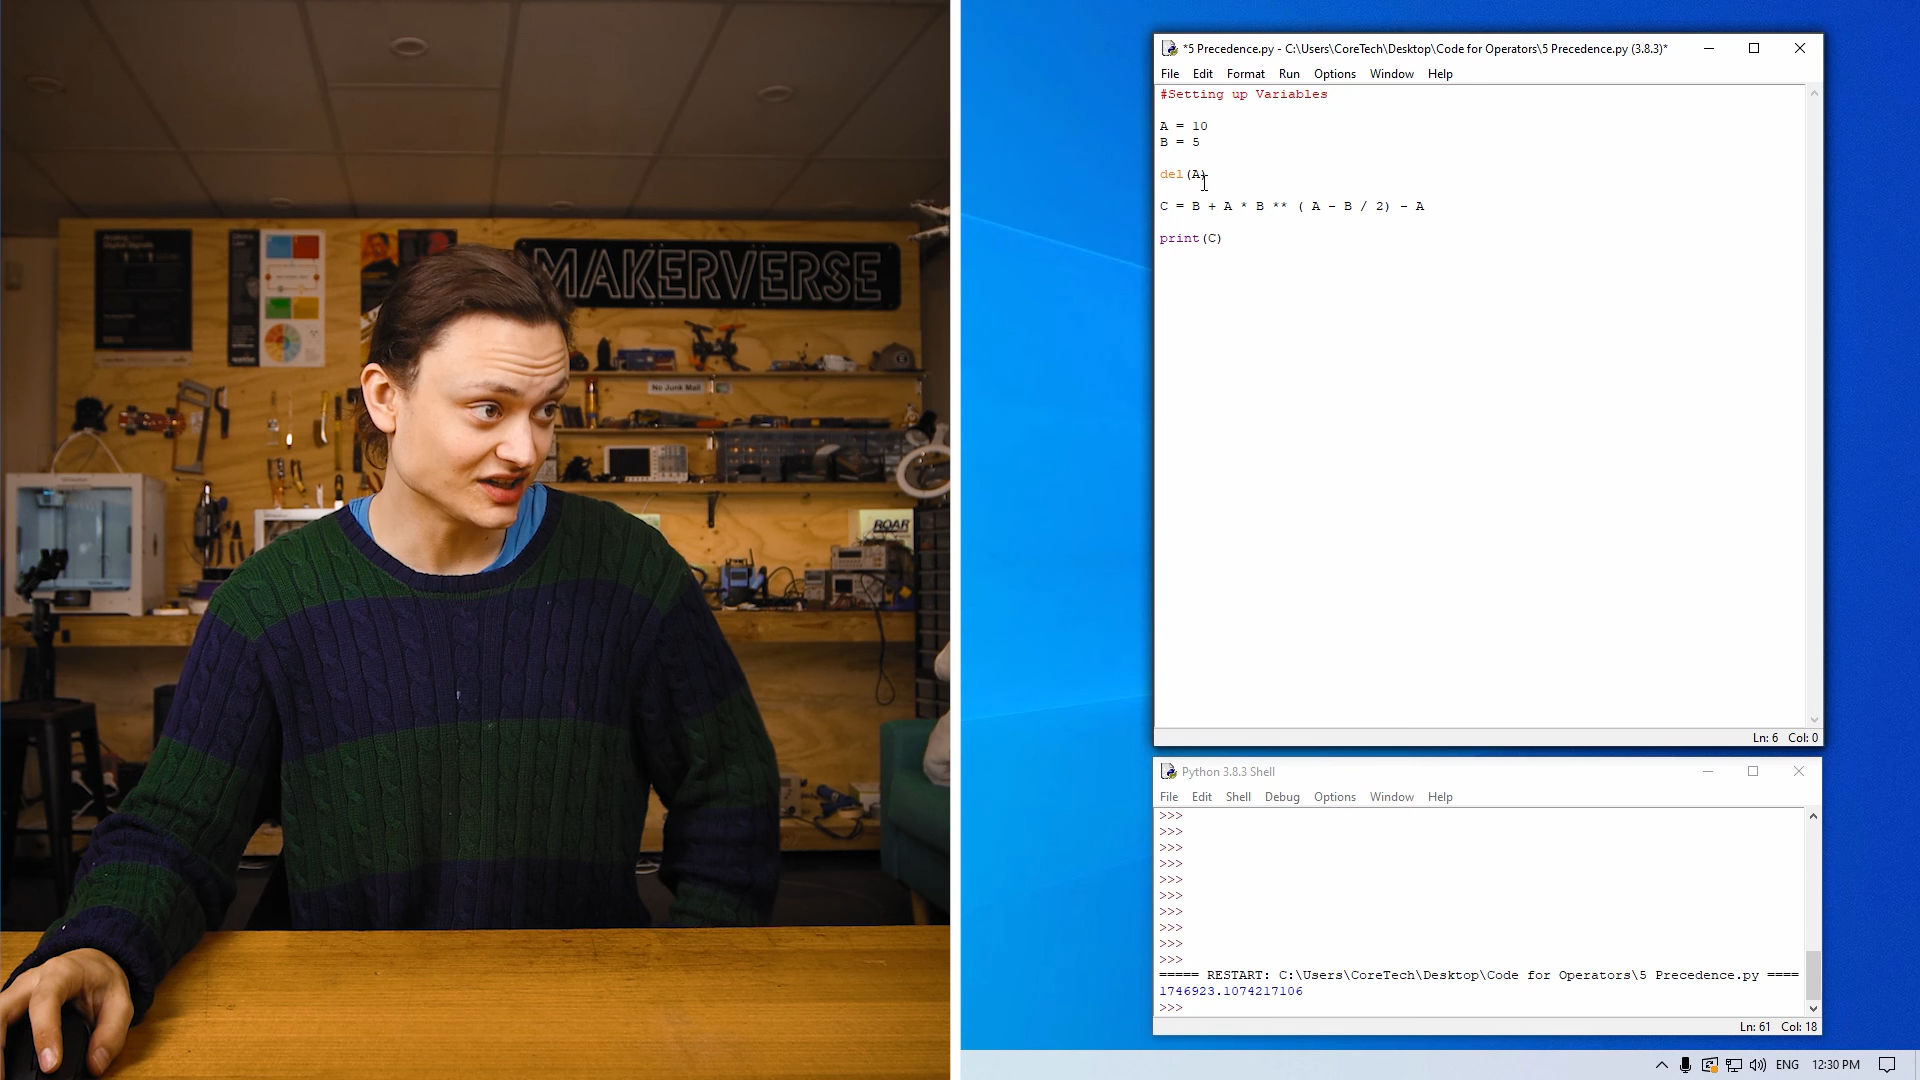 MAKERVERSE
No Junk Mail
ROAR
*5 Precedence.py - C:\Users\CoreTech\Desktop\Code for Operators\5 Precedence.py (3.8.3)*
File Edit Format Run Options Window Help
#Setting up Variables
A = 10
B = 5
del(A)
C = B + A * B ** ( A - B / 2) - A
print(C)
Ln: 6 Col: 0
Python 3.8.3 Shell
File Edit Shell Debug Options Window Help
>>>
>>>
>>>
>>>
>>>
>>>
>>>
>>>
>>>
>>>
===== RESTART: C:\Users\CoreTech\Desktop\Code for Operators\5 Precedence.py ====
1746923.1074217106
>>>
Ln: 61 Col: 18
ENG 12:30 PM